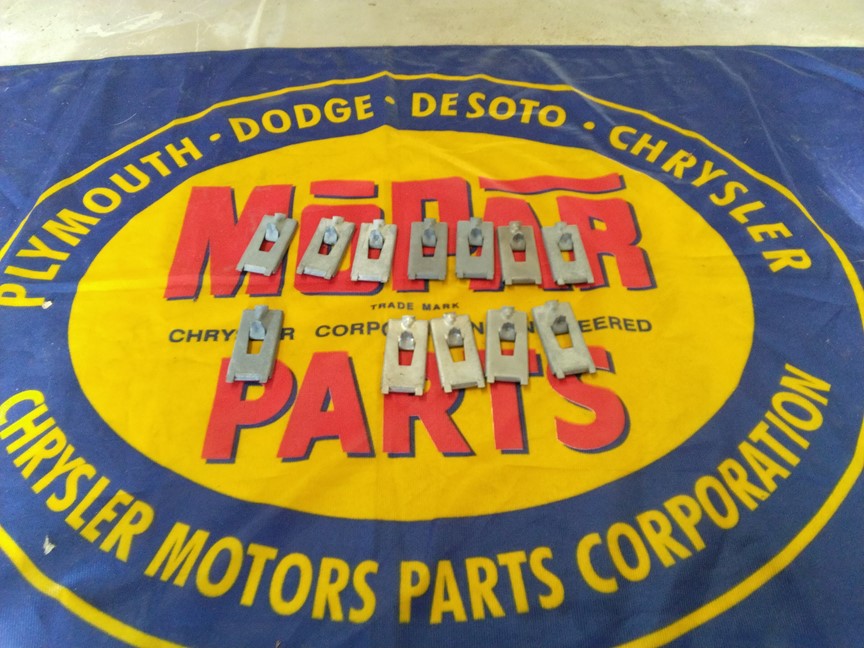 PLYMOUTH · DODGE · DE SOTO · CHRYSLER
MOPAR
TRADE MARK
PARTS
CHRYSLER MOTORS PARTS CORPORATION